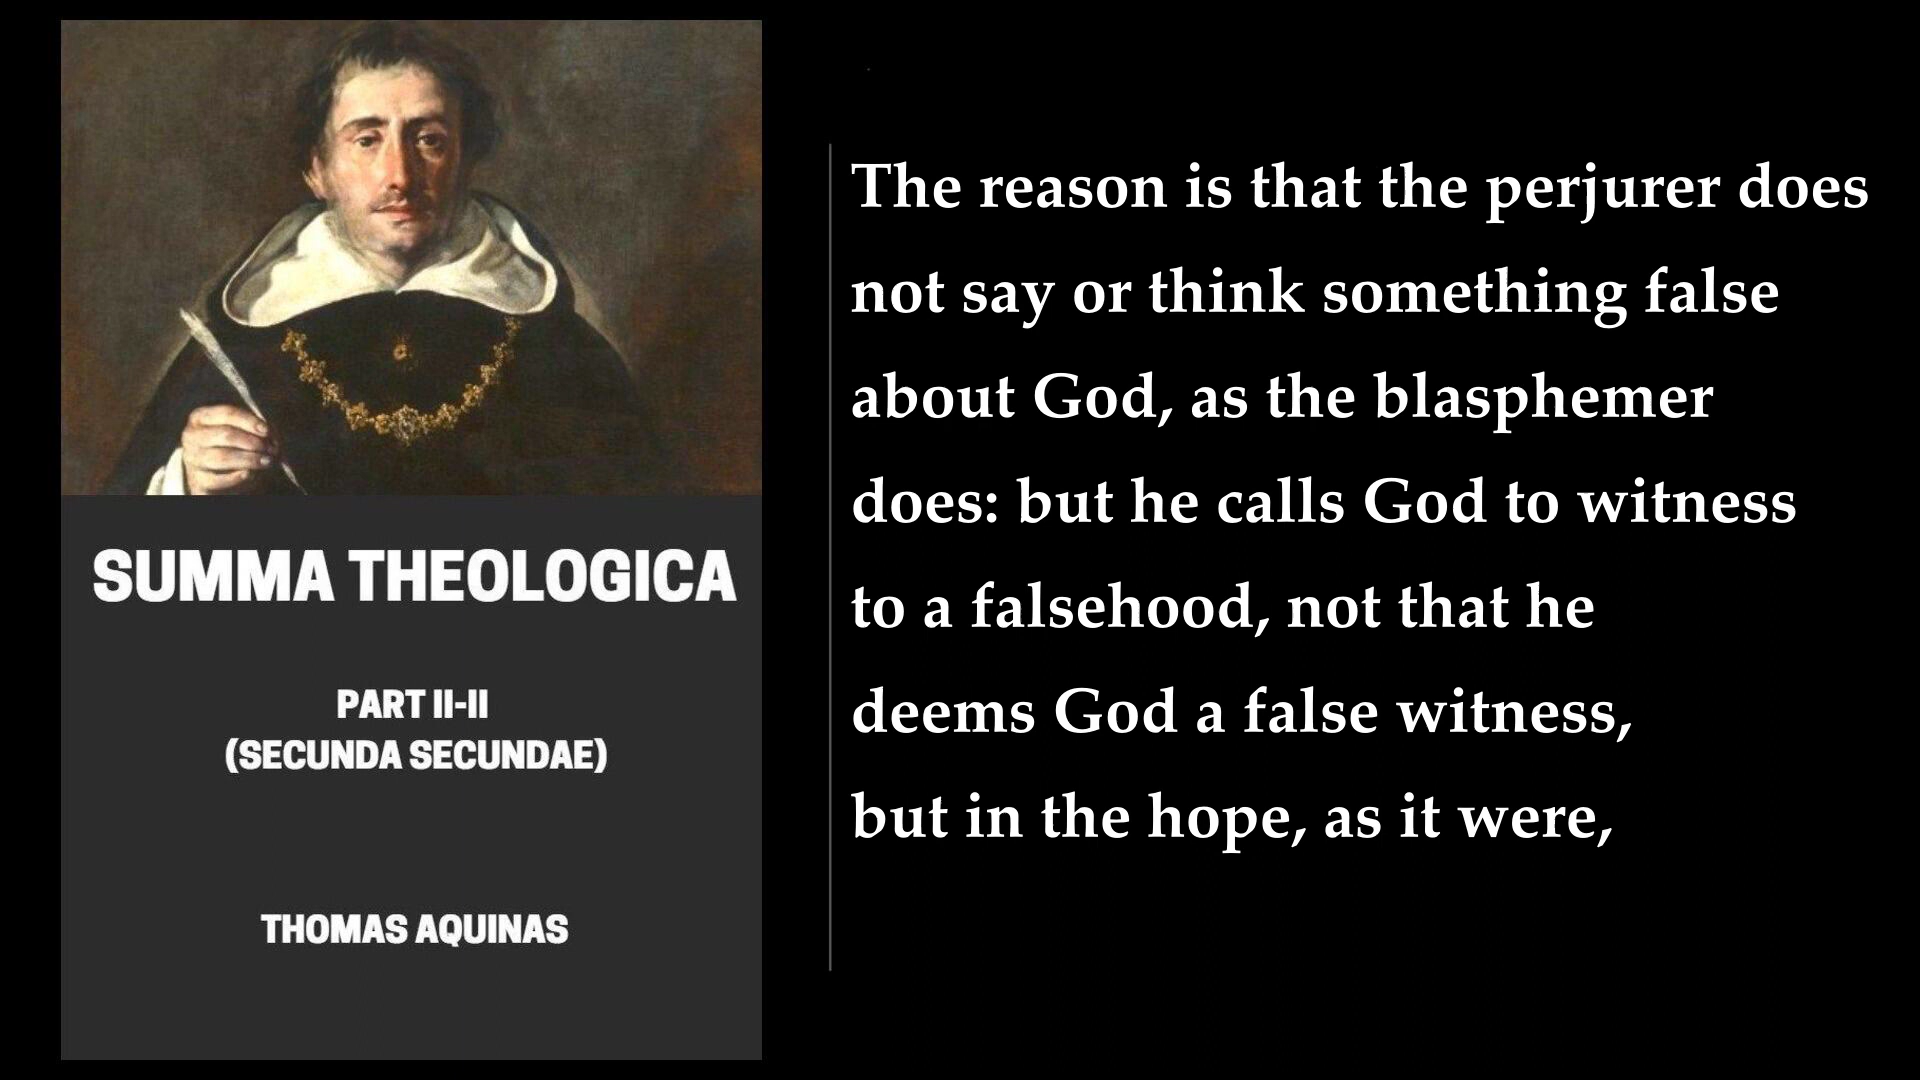 SUMMA THEOLOGICA
PART II-II
(SECUNDA SECUNDAE)
THOMAS AQUINAS
The reason is that the perjurer does
not say or think something false
about God, as the blasphemer
does: but he calls God to witness
to a falsehood, not that he
deems God a false witness,
but in the hope, as it were,